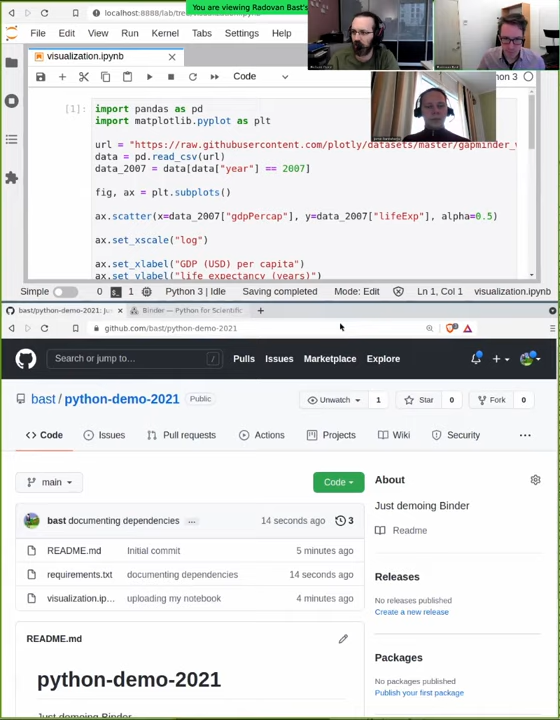 You are viewing Radovan Bast's
localhost:8888/lab/tre
File View Run Kernel Tabs Settings Help
visualization.ipynb
Code
[1]:
import pandas as pd
import matplotlib.pyplot as plt
url = "https://raw.githubusercontent.com/plotly/datasets/master/gapminder_
data = pd.read_csv(url)
data_2007 = data[data["year"] == 2007]
fig, ax = plt.subplots()
ax.scatter(x=data_2007["gdpPercap"], y=data_2007["lifeExp"], alpha=0.5)
ax.set_xscale("log")
ax.set_xlabel("GDP (USD) per capita")
ax.set_ylabel("life expectancy (years)")
Simple 0 1 Python 3 | Idle Saving completed Mode: Edit Ln 1, Col 1 visualization.ipynb
bast/python-demo-2021: Ju
Binder — Python for Scientific
github.com/bast/python-demo-2021
Search or jump to... /
Pulls Issues Marketplace Explore
bast / python-demo-2021 Public
Unwatch 1 Star 0 Fork 0
Code Issues Pull requests Actions Projects Wiki Security ...
main
Code
About
Just demoing Binder
Readme
bast documenting dependencies ... 14 seconds ago 3
README.md Initial commit 5 minutes ago
requirements.txt documenting dependencies 14 seconds ago
visualization.ip... uploading my notebook 4 minutes ago
Releases
No releases published
Create a new release
README.md
python-demo-2021
Just demoing Binder
Packages
No packages published
Publish your first package